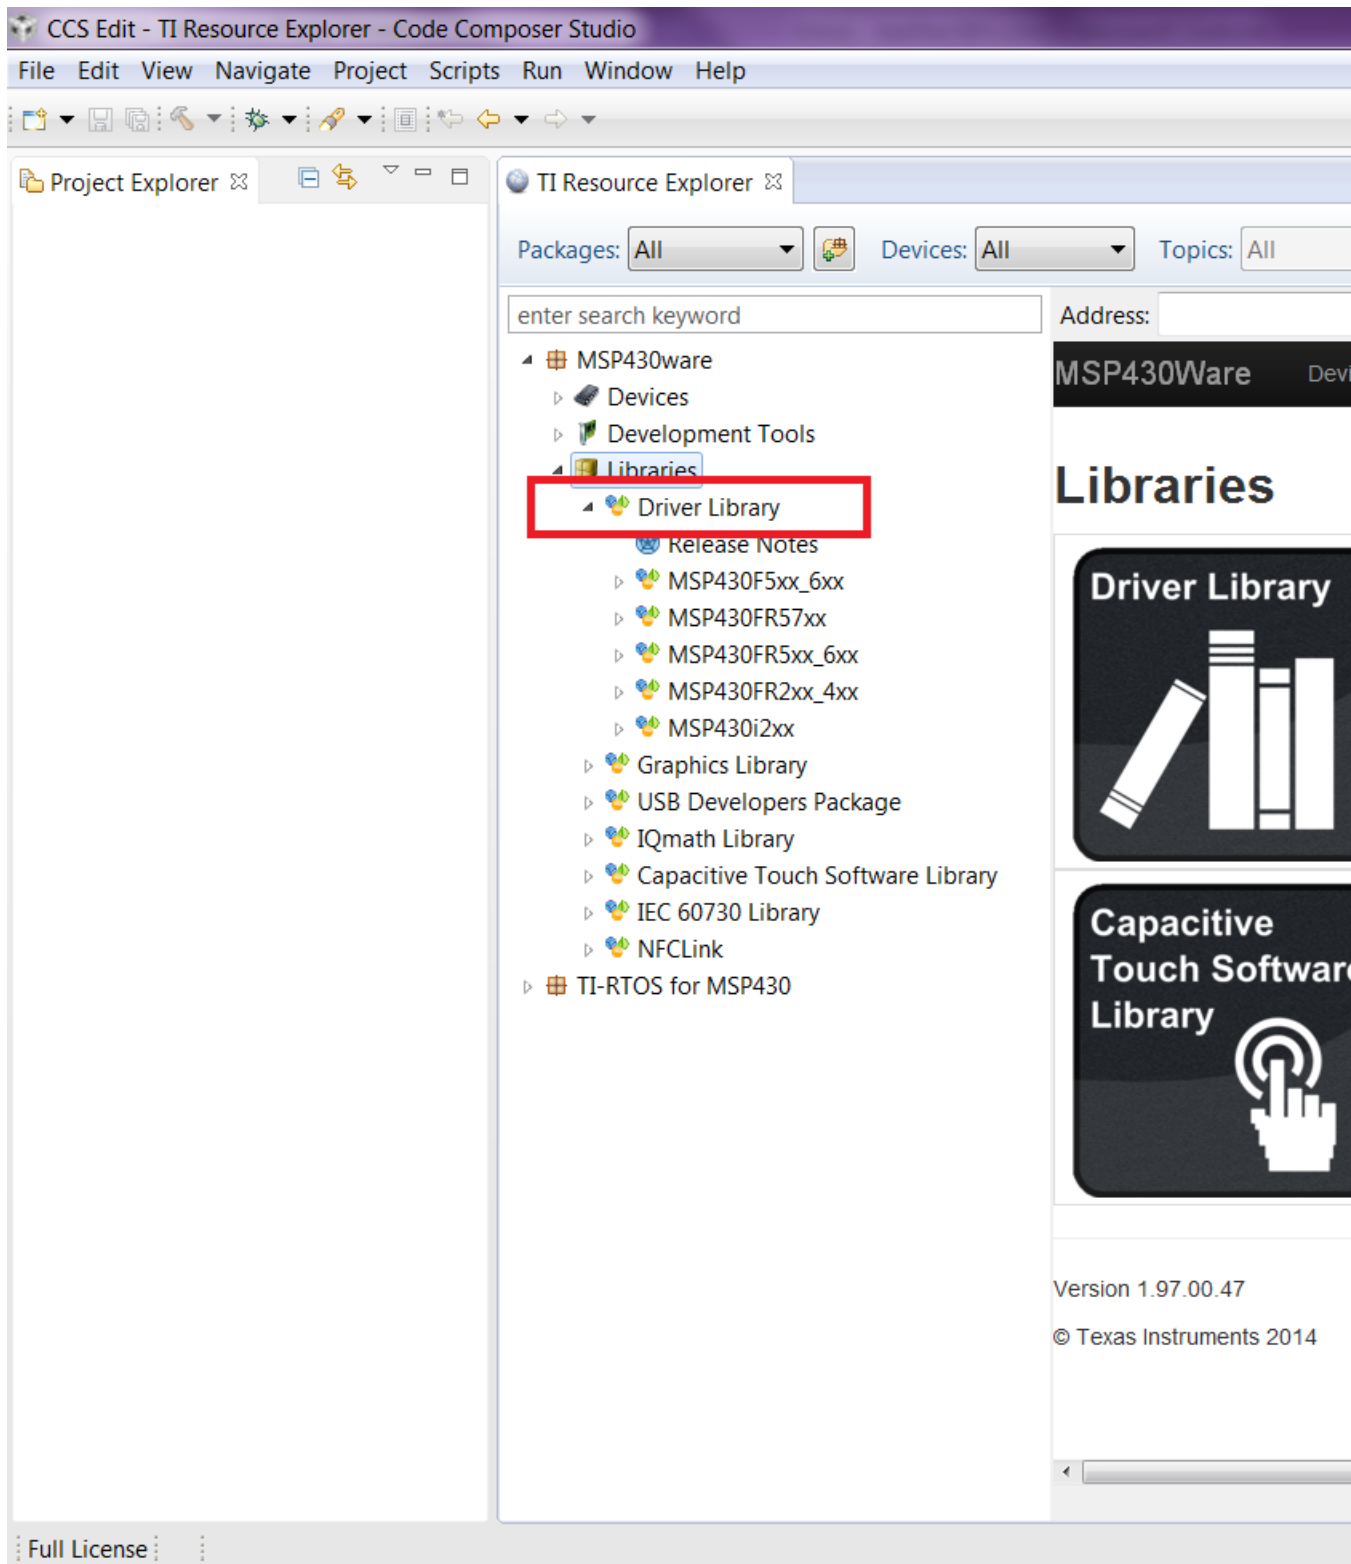 CCS Edit - TI Resource Explorer - Code Composer Studio
File Edit View Navigate Project Scripts Run Window Help
Project Explorer
TI Resource Explorer
Packages: All Devices: All Topics: All
enter search keyword
Address:
MSP430ware
Devices
Development Tools
Libraries
Driver Library
Release Notes
MSP430F5xx_6xx
MSP430FR57xx
MSP430FR5xx_6xx
MSP430FR2xx_4xx
MSP430i2xx
Graphics Library
USB Developers Package
IQmath Library
Capacitive Touch Software Library
IEC 60730 Library
NFCLink
TI-RTOS for MSP430
MSP430Ware Devi
Libraries
Driver Library
Capacitive
Touch Software
Library
Version 1.97.00.47
© Texas Instruments 2014
Full License